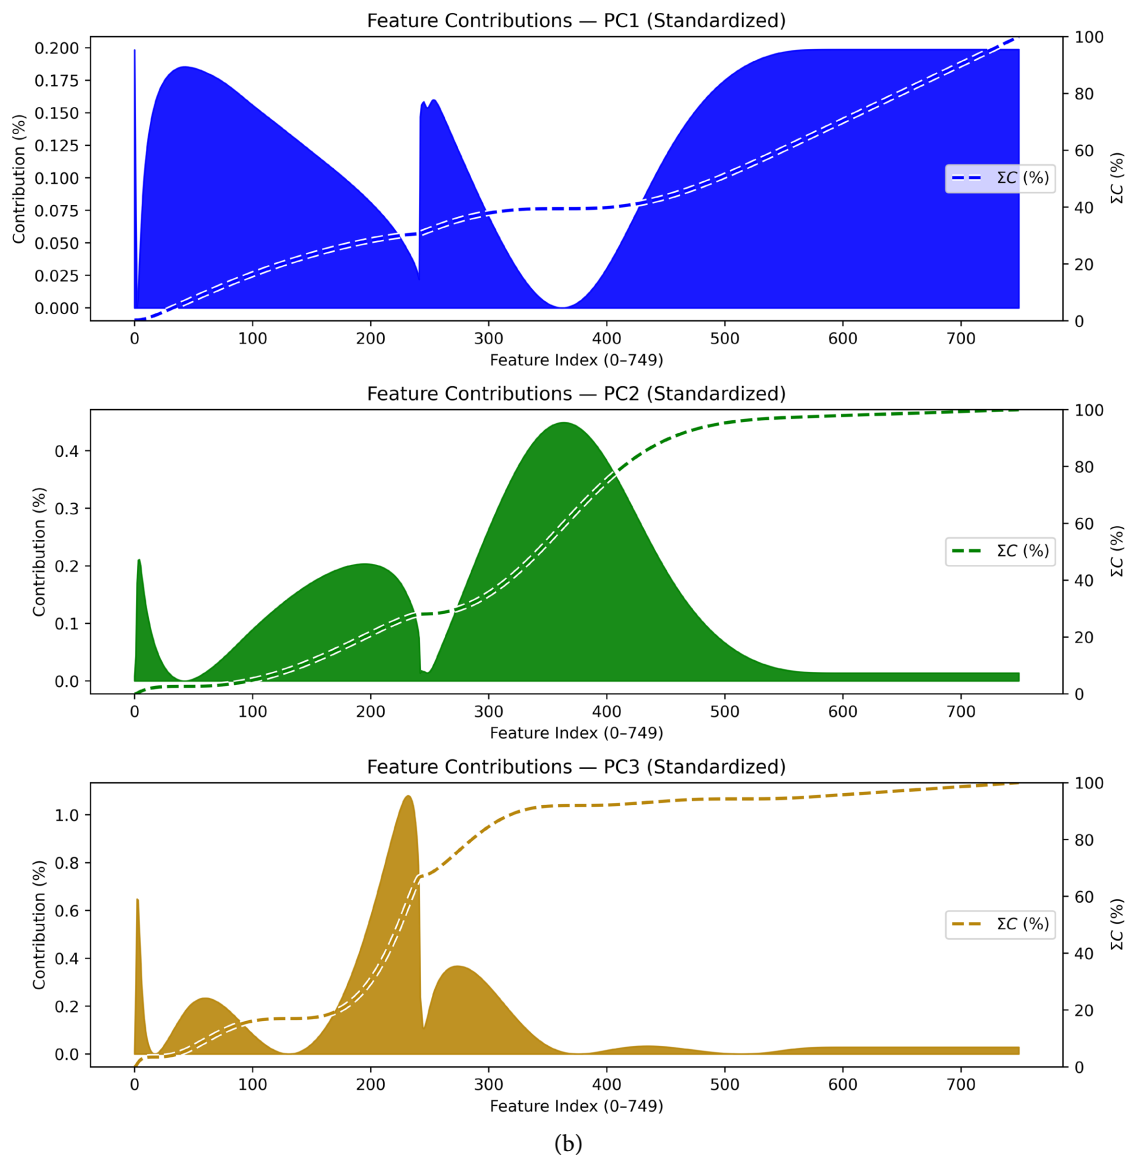 Feature Contributions — PC1 (Standardized)
0.200
0.175
0.150
0.125
0.100
0.075
0.050
0.025
0.000
Contribution (%)
100
80
60
40
20
0
ΣC (%)
ΣC (%)
0 100 200 300 400 500 600 700
Feature Index (0–749)
Feature Contributions — PC2 (Standardized)
0.4
0.3
0.2
0.1
0.0
Contribution (%)
100
80
60
40
20
0
ΣC (%)
ΣC (%)
0 100 200 300 400 500 600 700
Feature Index (0–749)
Feature Contributions — PC3 (Standardized)
1.0
0.8
0.6
0.4
0.2
0.0
Contribution (%)
100
80
60
40
20
0
ΣC (%)
ΣC (%)
0 100 200 300 400 500 600 700
Feature Index (0–749)
(b)